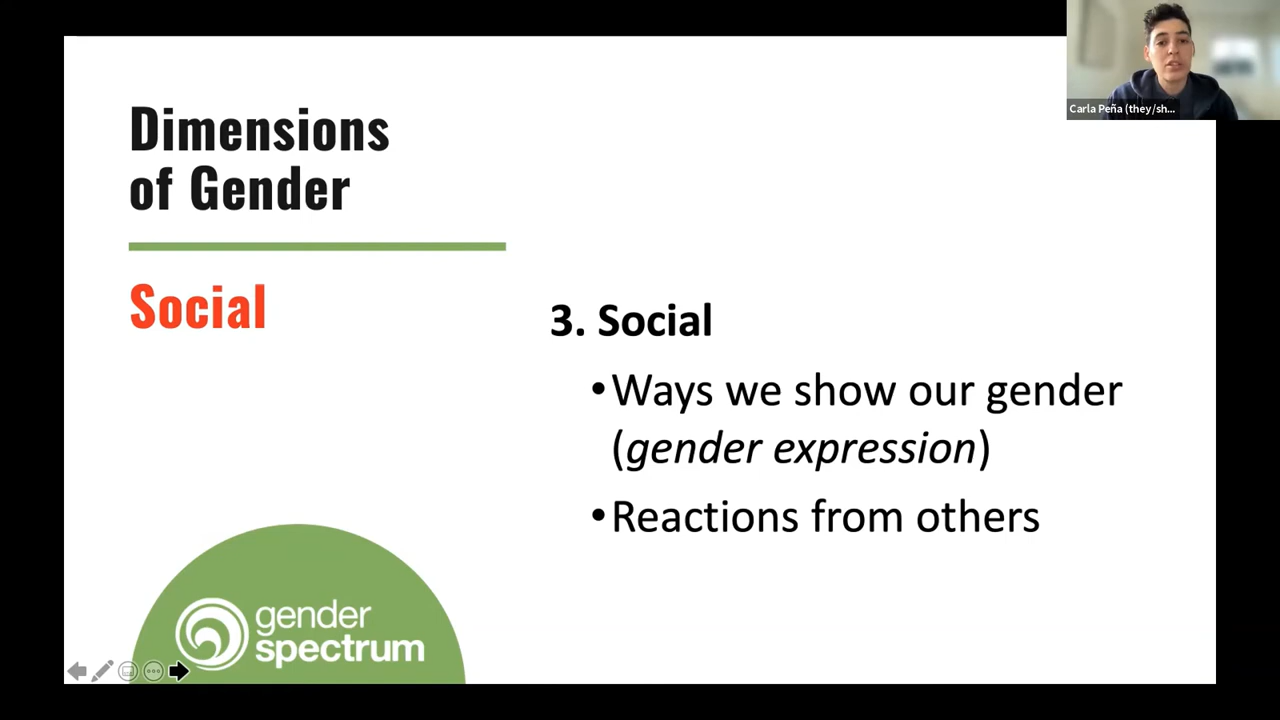 Dimensions
of Gender
Social
3. Social
•Ways we show our gender
(gender expression)
•Reactions from others
gender
spectrum
Carla Peña (they/sh...